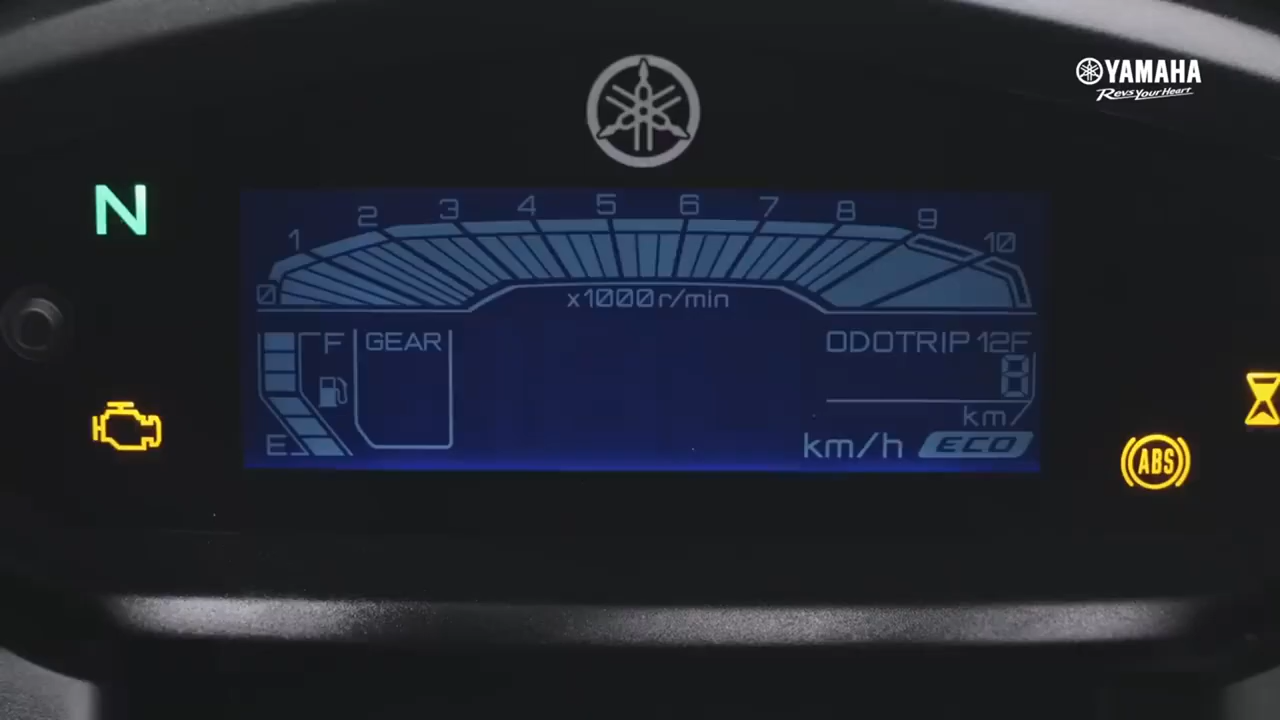 YAMAHA
Revs Your Heart
N
0 1 2 3 4 5 6 7 8 9 10
x1000r/min
F
GEAR
ODOTRIP 12F
8
km/
E
km/h
ECO
ABS